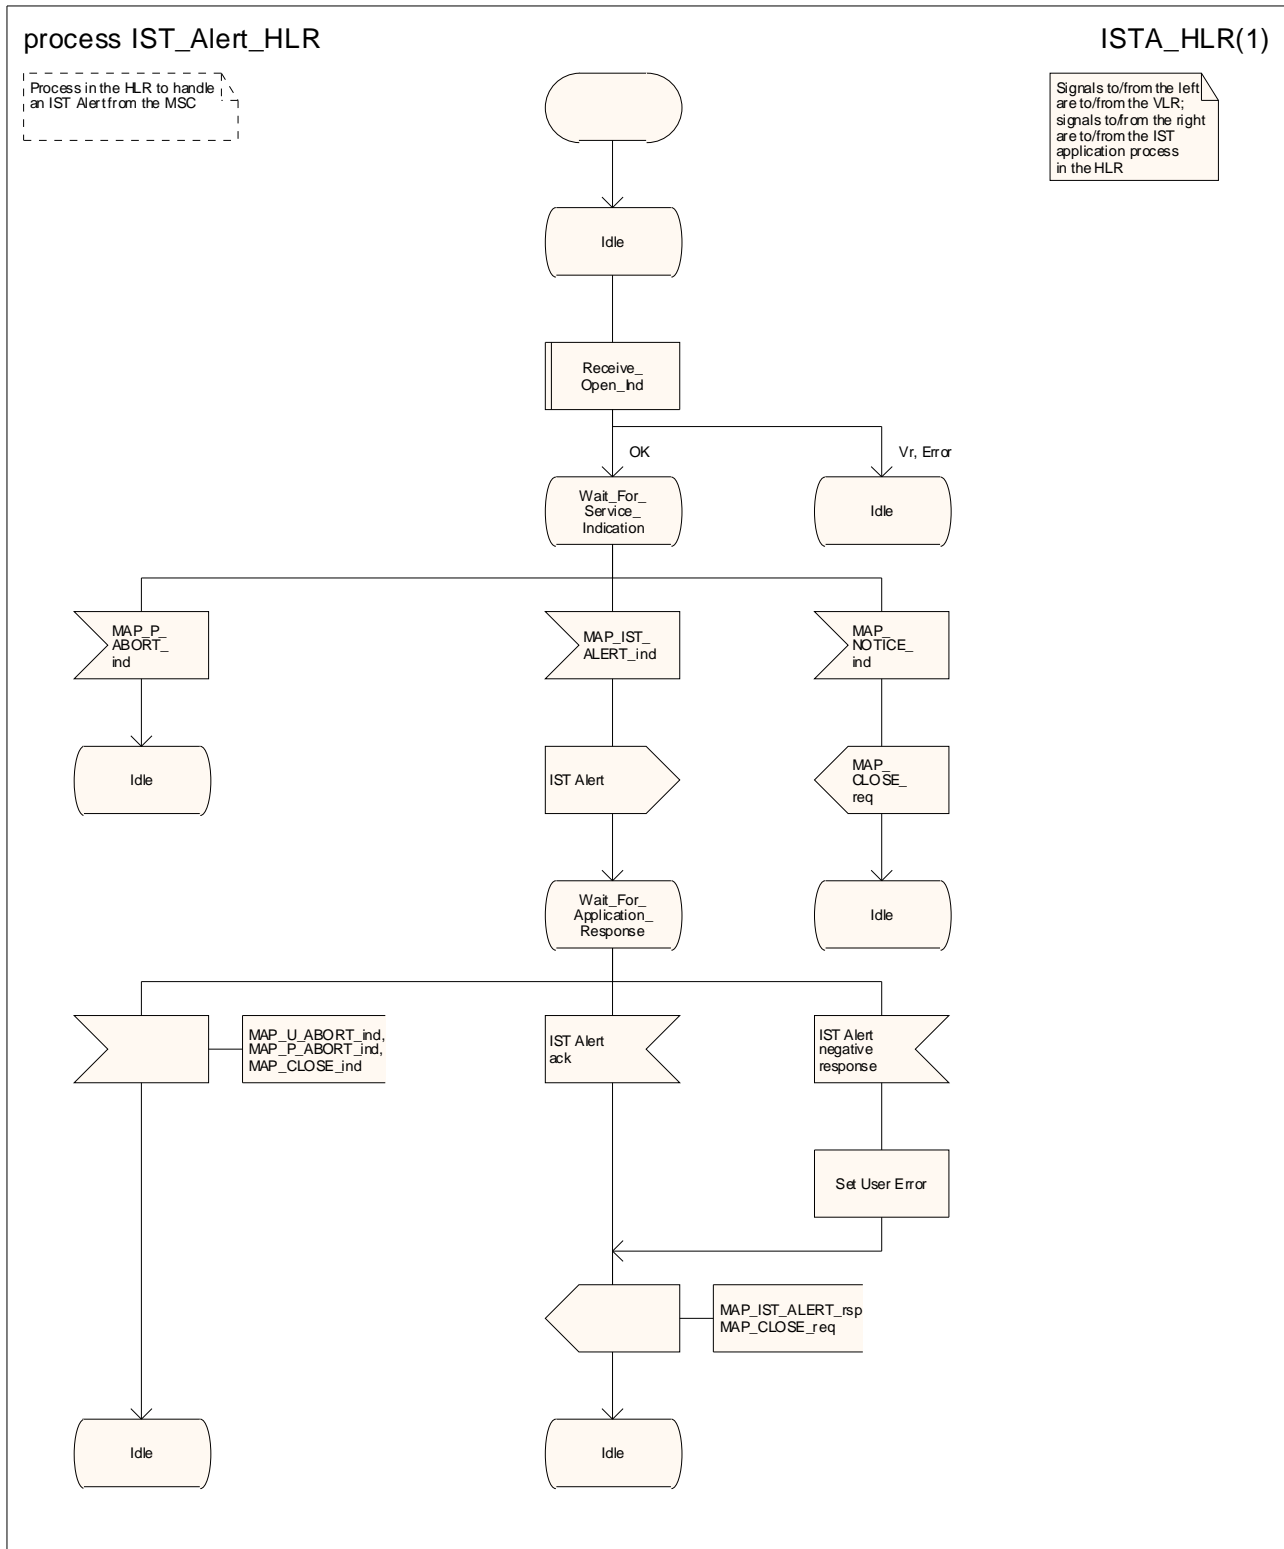 process IST_Alert_HLR
ISTA_HLR(1)
Process in the HLR to handle
an IST Alert from the MSC
Signals to/from the left
are to/from the VLR;
signals to/from the right
are to/from the IST
application process
in the HLR
Idle
Receive_
Open_Ind
OK
Vr, Error
Wait_For_
Service_
Indication
Idle
MAP_P_
ABORT_
ind
MAP_IST_
ALERT_ind
MAP_
NOTICE_
ind
Idle
IST Alert
MAP_
CLOSE_
req
Wait_For_
Application_
Response
Idle
MAP_U_ABORT_ind,
MAP_P_ABORT_ind,
MAP_CLOSE_ind
IST Alert
ack
IST Alert
negative
response
Set User Error
MAP_IST_ALERT_rsp
MAP_CLOSE_req
Idle
Idle